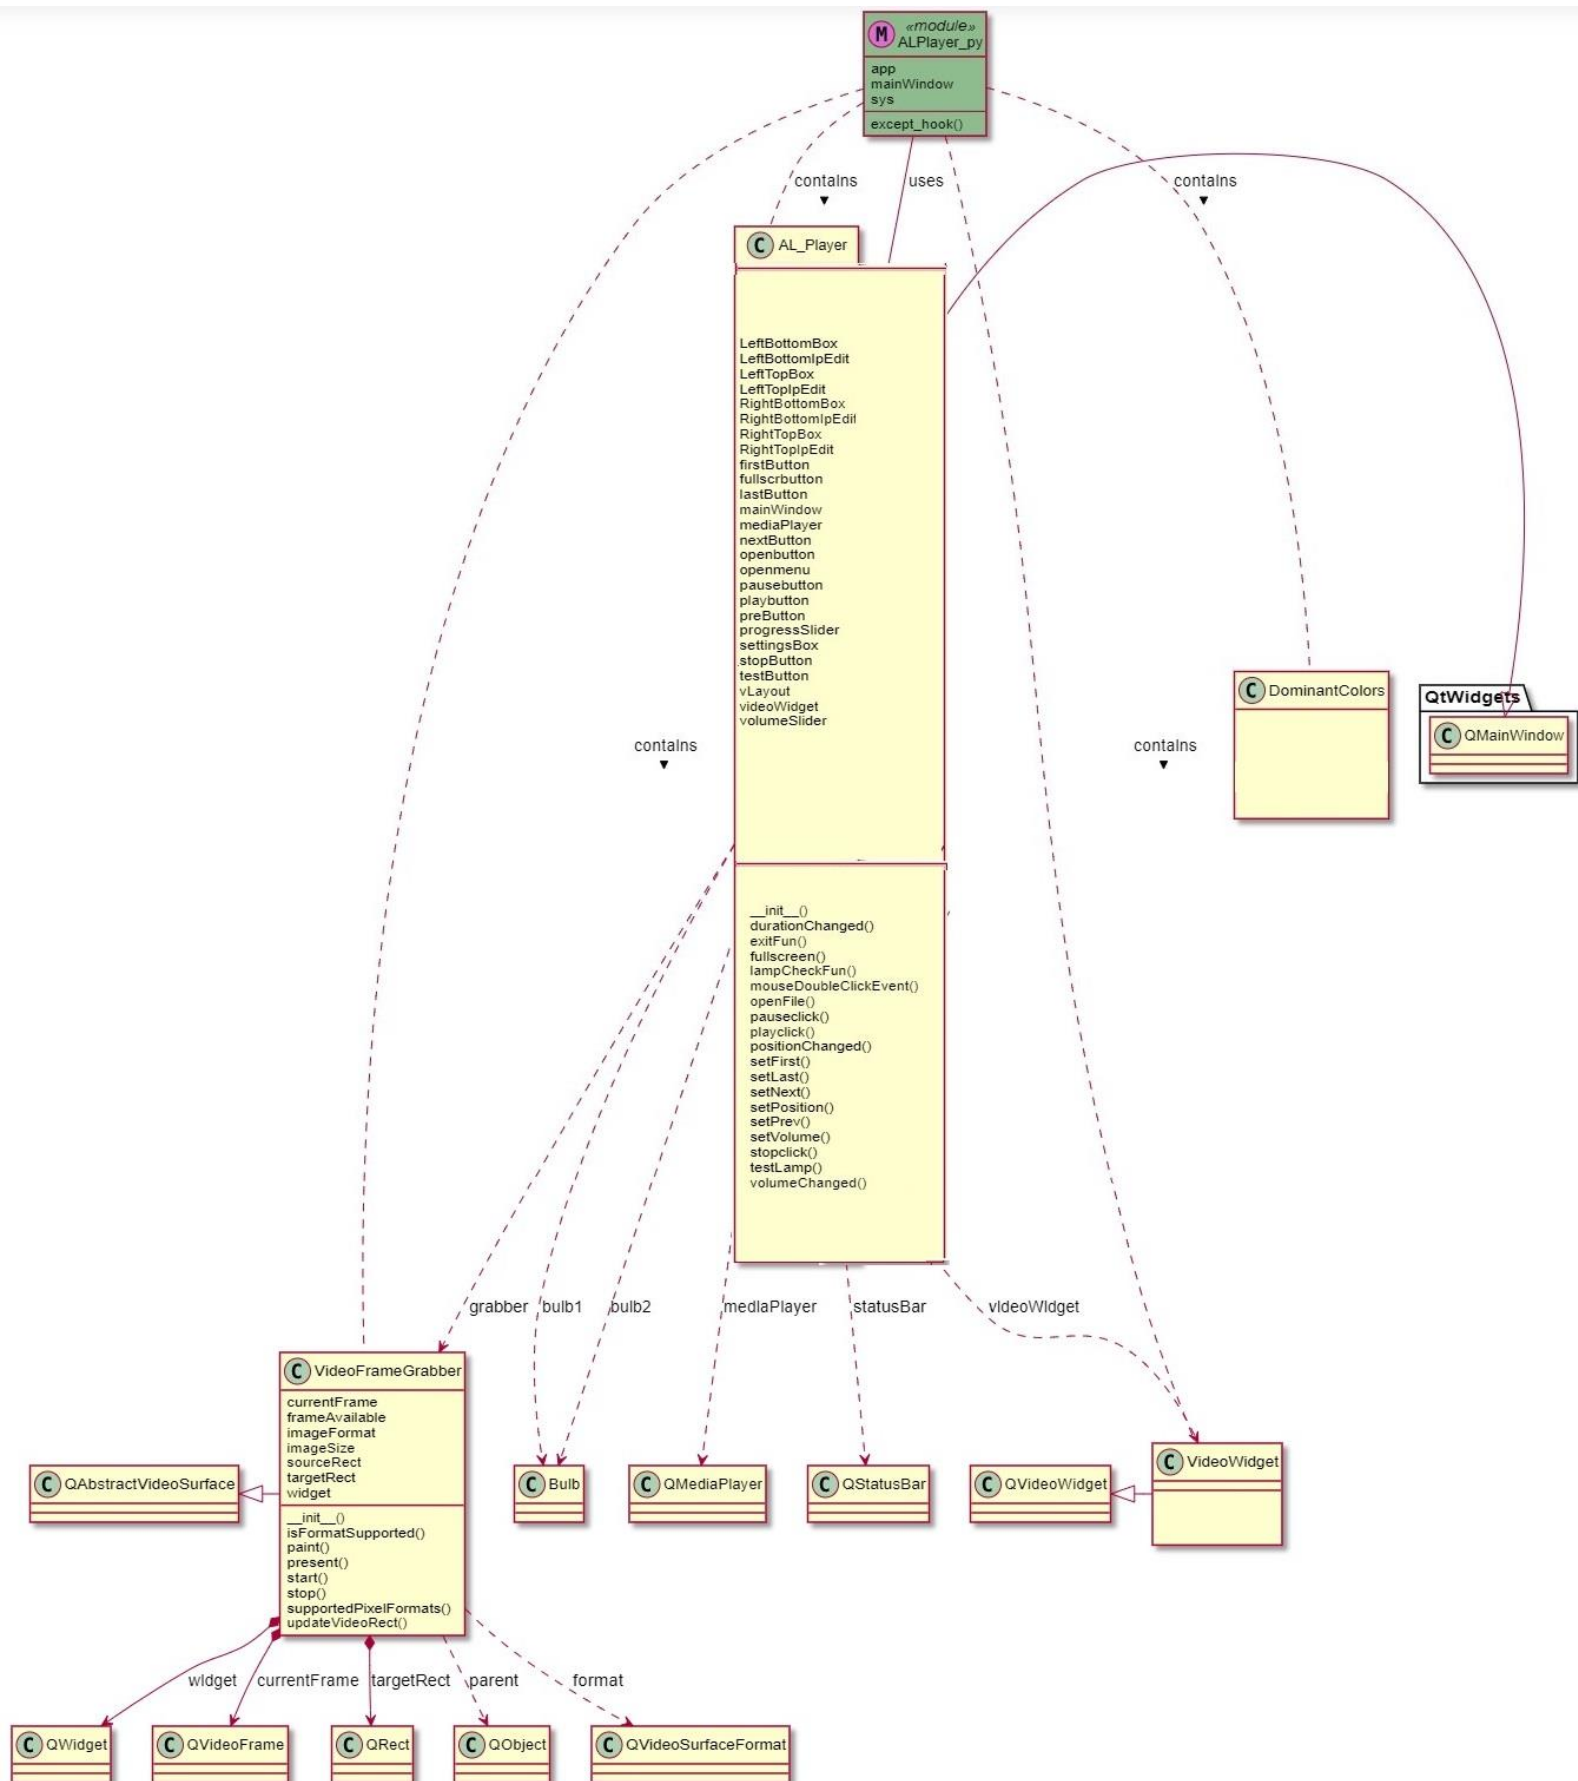 M
«module»
ALPlayer_py
app
mainWindow
sys
except_hook()
contains
▼
uses
contains
▼
C AL_Player
LeftBottomBox
LeftBottomIpEdit
LeftTopBox
LeftTopIpEdit
RightBottomBox
RightBottomIpEdit
RightTopBox
RightTopIpEdit
firstButton
fullscrbutton
lastButton
mainWindow
mediaPlayer
nextButton
openbutton
openmenu
pausebutton
playbutton
preButton
progressSlider
settingsBox
stopButton
testButton
vLayout
videoWidget
volumeSlider
C DominantColors
QtWidgets
C QMainWindow
contains
▼
contains
▼
__init__()
durationChanged()
exitFun()
fullscreen()
lampCheckFun()
mouseDoubleClickEvent()
openFile()
pauseclick()
playclick()
positionChanged()
setFirst()
setLast()
setNext()
setPosition()
setPrev()
setVolume()
stopclick()
testLamp()
volumeChanged()
grabber
bulb1
bulb2
mediaPlayer
statusBar
videoWidget
C VideoFrameGrabber
currentFrame
frameAvailable
imageFormat
imageSize
sourceRect
targetRect
widget
__init__()
isFormatSupported()
paint()
present()
start()
stop()
supportedPixelFormats()
updateVideoRect()
C QAbstractVideoSurface
C Bulb
C QMediaPlayer
C QStatusBar
C QVideoWidget
C VideoWidget
widget
currentFrame
targetRect
parent
format
C QWidget
C QVideoFrame
C QRect
C QObject
C QVideoSurfaceFormat